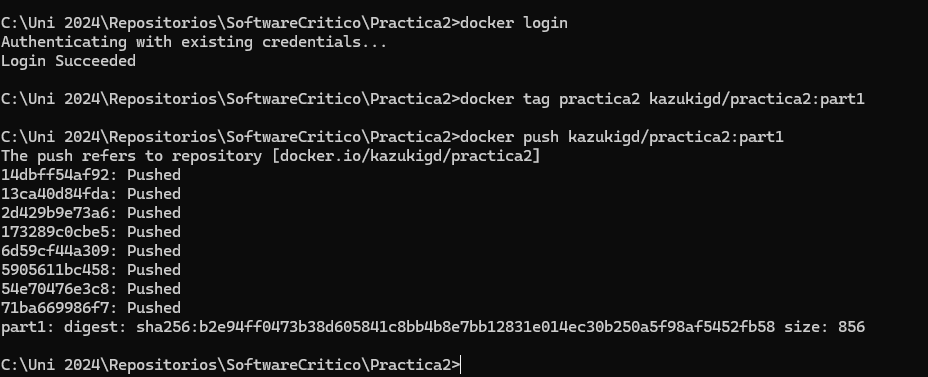 C:\Uni 2024\Repositorios\SoftwareCritico\Practica2>docker login
Authenticating with existing credentials...
Login Succeeded
C:\Uni 2024\Repositorios\SoftwareCritico\Practica2>docker tag practica2 kazukigd/practica2:part1
C:\Uni 2024\Repositorios\SoftwareCritico\Practica2>docker push kazukigd/practica2:part1
The push refers to repository [docker.io/kazukigd/practica2]
14dbff54af92: Pushed
13ca40d84fda: Pushed
2d429b9e73a6: Pushed
173289c0cbe5: Pushed
6d59cf44a309: Pushed
5905611bc458: Pushed
54e70476e3c8: Pushed
71ba669986f7: Pushed
part1: digest: sha256:b2e94ff0473b38d605841c8bb4b8e7bb12831e014ec30b250a5f98af5452fb58 size: 856
C:\Uni 2024\Repositorios\SoftwareCritico\Practica2>